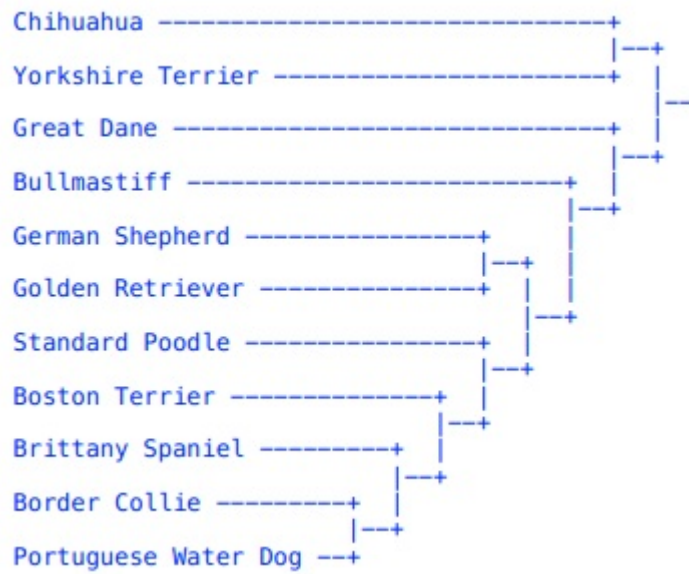 Chihuahua
Yorkshire Terrier
Great Dane
Bullmastiff
German Shepherd
Golden Retriever
Standard Poodle
Boston Terrier
Brittany Spaniel
Border Collie
Portuguese Water Dog